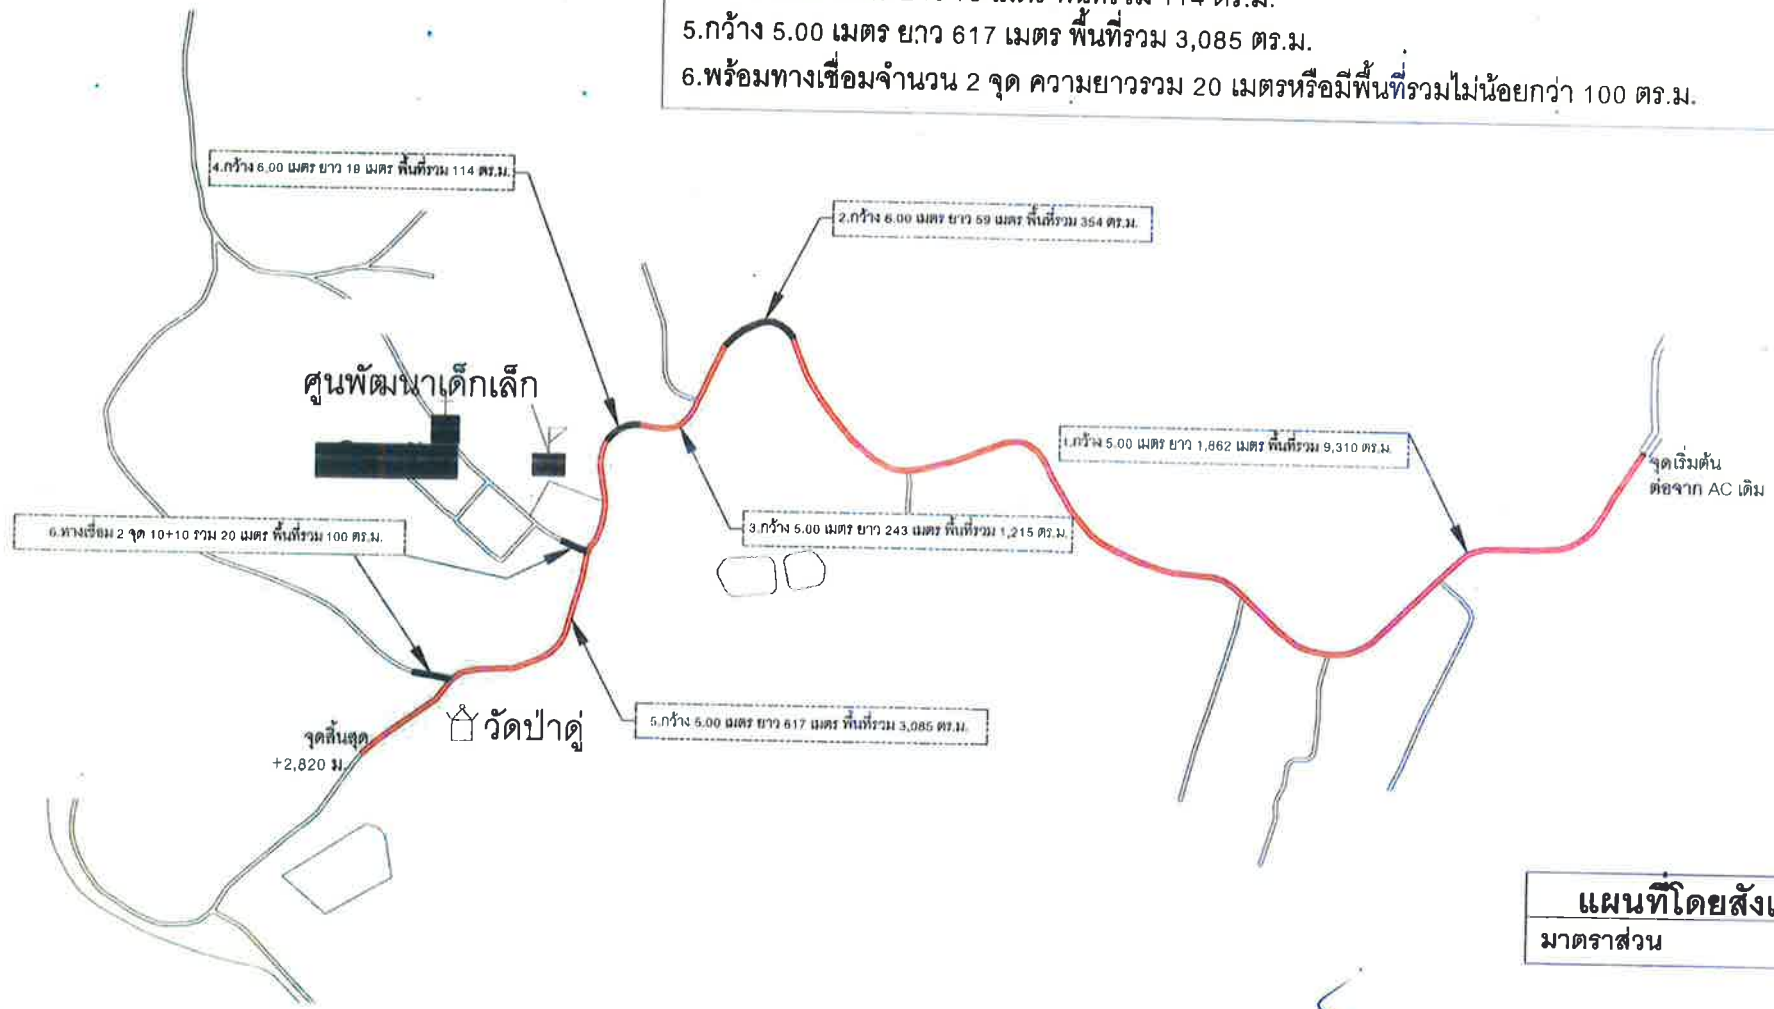 5.กว้าง 5.00 เมตร ยาว 617 เมตร พื้นที่รวม 3,085 ตร.ม.
6.พร้อมทางเชื่อมจำนวน 2 จุด ความยาวรวม 20 เมตรหรือมีพื้นที่รวมไม่น้อยกว่า 100 ตร.ม.
4.กว้าง 6.00 เมตร ยาว 19 เมตร พื้นที่รวม 114 ตร.ม.
2.กว้าง 6.00 เมตร ยาว 59 เมตร พื้นที่รวม 354 ตร.ม.
ศูนพัฒนาเด็กเล็ก
1.กว้าง 5.00 เมตร ยาว 1,862 เมตร พื้นที่รวม 9,310 ตร.ม.
จุดเริ่มต้น
ต่อจาก AC เดิม
3.กว้าง 5.00 เมตร ยาว 243 เมตร พื้นที่รวม 1,215 ตร.ม.
6.ทางเชื่อม 2 จุด 10+10 รวม 20 เมตร พื้นที่รวม 100 ตร.ม.
5.กว้าง 5.00 เมตร ยาว 617 เมตร พื้นที่รวม 3,085 ตร.ม.
วัดป่าดู่
จุดสิ้นสุด
+2,820 ม.
แผนที่โดยสังเ
มาตราส่วน